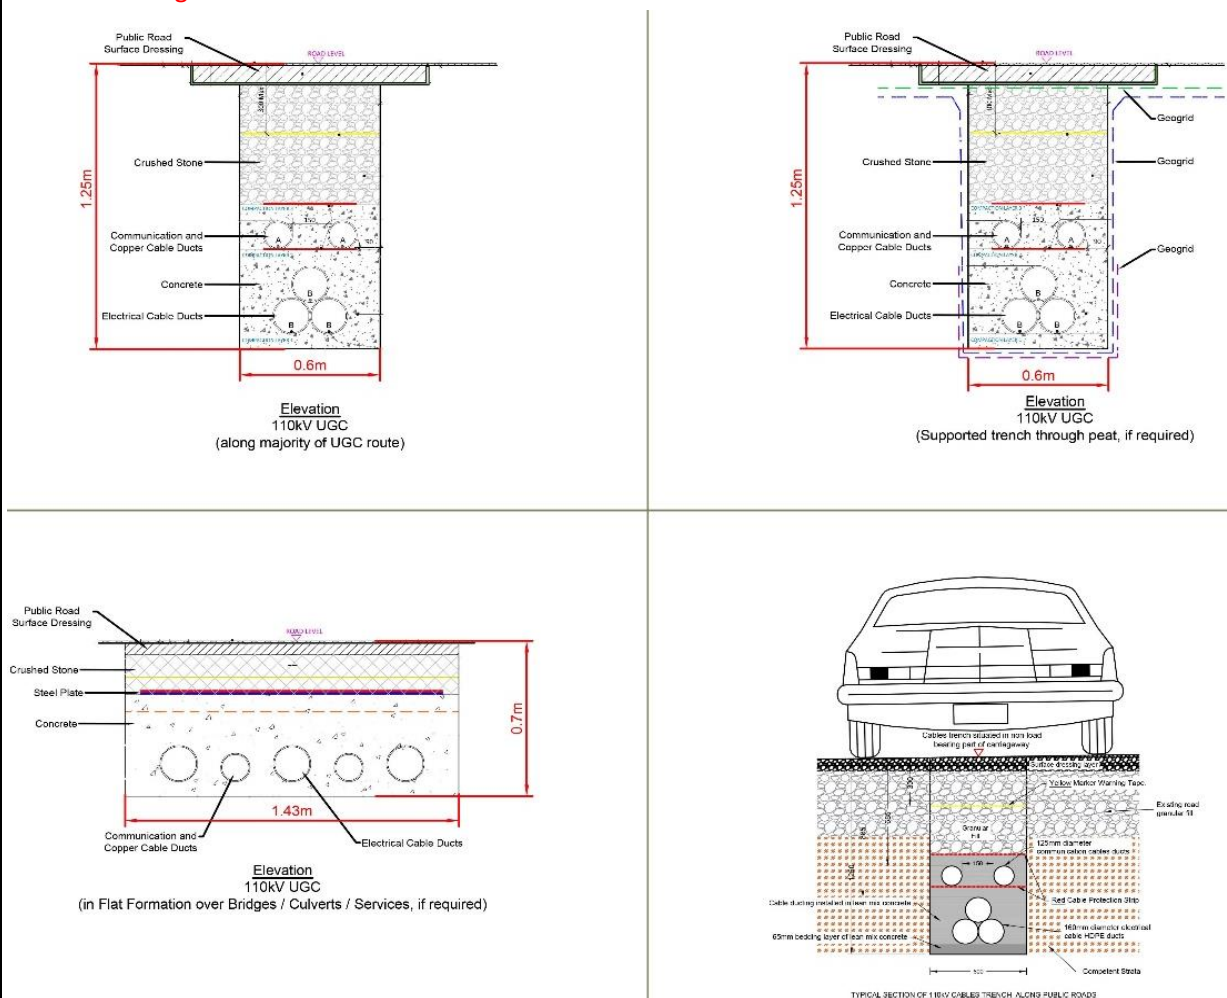 Public Road
Surface Dressing
ROAD LEVEL
1.25m
Crushed Stone
Communication and
Copper Cable Ducts
150
A
A
90
Concrete
B
Electrical Cable Ducts
B
B
0.6m
Elevation
110kV UGC
(along majority of UGC route)
Public Road
Surface Dressing
ROAD LEVEL
Geogrid
1.25m
Crushed Stone
Geogrid
Communication and
Copper Cable Ducts
150
A
A
90
Geogrid
Concrete
B
Electrical Cable Ducts
B
B
0.6m
Elevation
110kV UGC
(Supported trench through peat, if required)
Public Road
Surface Dressing
ROAD LEVEL
Crushed Stone
Steel Plate
Concrete
0.7m
1.43m
Communication and
Copper Cable Ducts
Electrical Cable Ducts
Elevation
110kV UGC
(in Flat Formation over Bridges / Culverts / Services, if required)
Cables trench situated in non load
bearing part of carriageway
Surface dressing layer
Yellow Marker Warning Tape.
Existing road
granular fill
Granular
Fill
125mm diameter
communication cables ducts
150
Cable ducting installed in lean mix concrete
Red Cable Protection Strip
160mm diameter electrical
cable HDPE ducts
65mm bedding layer of lean mix concrete
Competent Strata
TYPICAL SECTION OF 110kV CABLES TRENCH ALONG PUBLIC ROADS